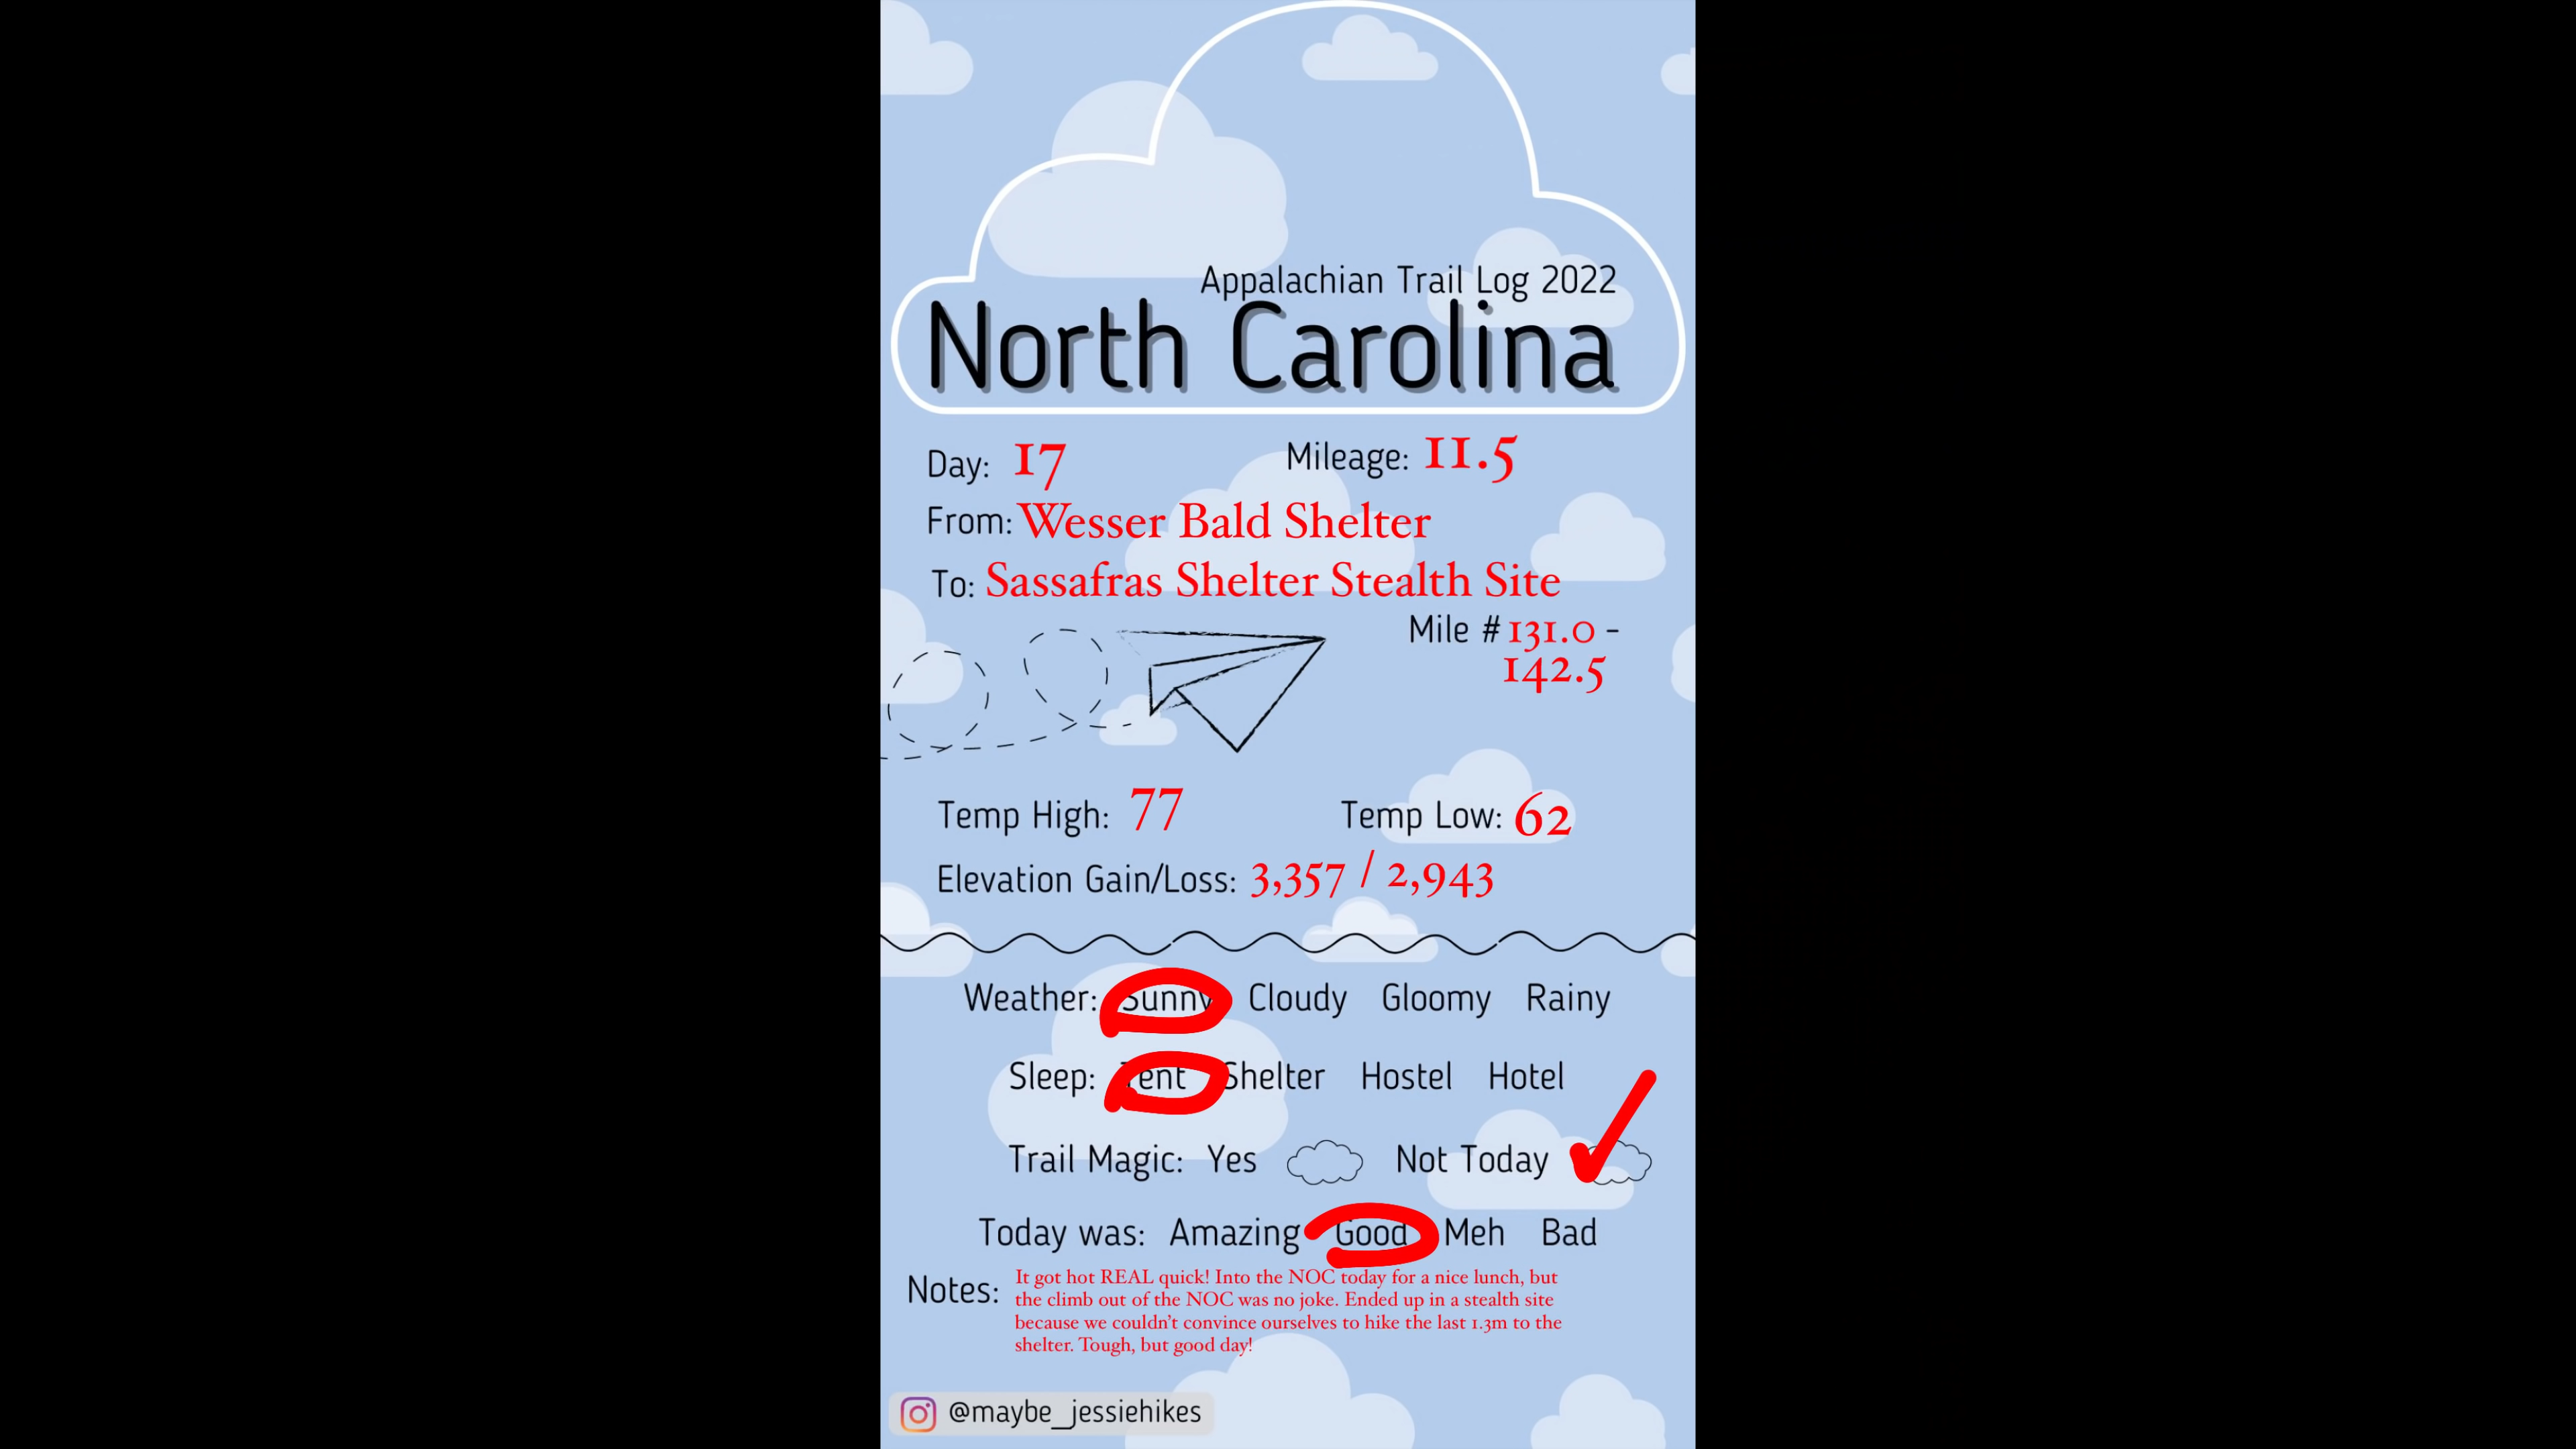 Appalachian Trail Log 2022
North Carolina
Day: 17 Mileage: 11.5
From: Wesser Bald Shelter
To: Sassafras Shelter Stealth Site
Mile # 131.0 -
142.5
Temp High: 77 Temp Low: 62
Elevation Gain/Loss: 3,357 / 2,943
Weather: Sunny Cloudy Gloomy Rainy
Sleep: Tent Shelter Hostel Hotel
Trail Magic: Yes Not Today
Today was: Amazing Good Meh Bad
Notes: It got hot REAL quick! Into the NOC today for a nice lunch, but
the climb out of the NOC was no joke. Ended up in a stealth site
because we couldn't convince ourselves to hike the last 1.3m to the
shelter. Tough, but good day!
@maybe_jessiehikes